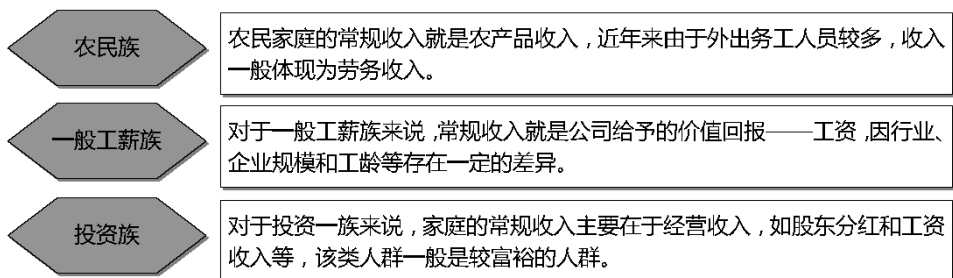 农民族
农民家庭的常规收入就是农产品收入，近年来由于外出务工人员较多，收入
一般体现为劳务收入。
一般工薪族
对于一般工薪族来说，常规收入就是公司给予的价值回报——工资，因行业、
企业规模和工龄等存在一定的差异。
投资族
对于投资一族来说，家庭的常规收入主要在于经营收入，如股东分红和工资
收入等，该类人群一般是较富裕的人群。